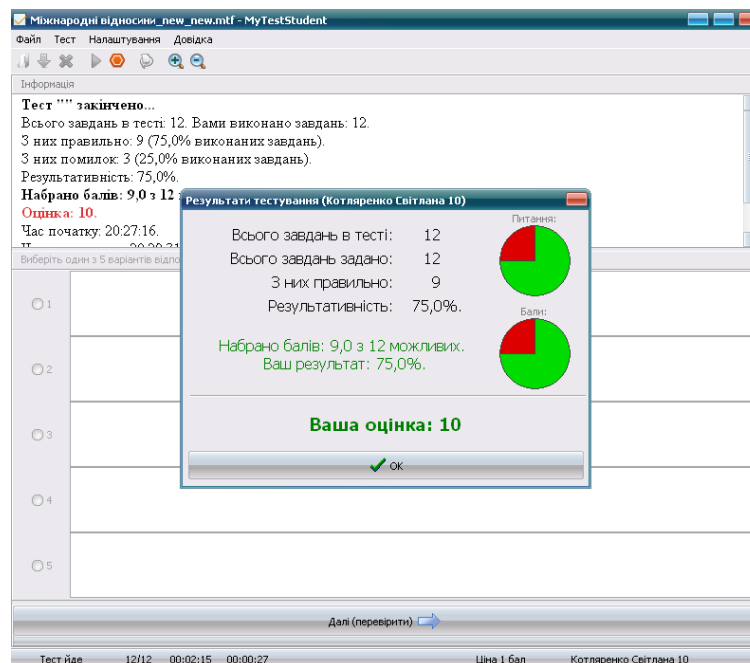 Міжнародні відносини_new_new.mtf - MyTestStudent
Файл Тест Налаштування Довідка
Інформація
Тест "" закінчено...
Всього завдань в тесті: 12. Вами виконано завдань: 12.
З них правильно: 9 (75,0% виконаних завдань).
З них помилок: 3 (25,0% виконаних завдань).
Результативність: 75,0%.
Набрано балів: 9,0 з 12
Оцінка: 10.
Час початку: 20:27:16.
Виберіть один з 5 варіантів відпо
1
2
3
4
5
Результати тестування (Котляренко Світлана 10)
Всього завдань в тесті: 12
Всього завдань задано: 12
З них правильно: 9
Результативність: 75,0%.
Питання:
Бали:
Набрано балів: 9,0 з 12 можливих.
Ваш результат: 75,0%.
Ваша оцінка: 10
OK
Далі (перевірити)
Тест йде 12/12 00:02:15 00:00:27 Ціна 1 бал Котляренко Світлана 10